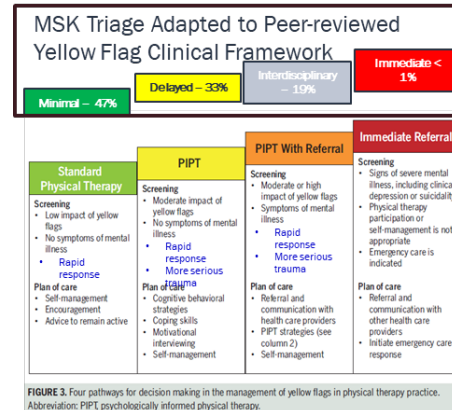 MSK Triage Adapted to Peer-reviewed
Yellow Flag Clinical Framework
Minimal – 47%
Delayed – 33%
Interdisciplinary
– 19%
Immediate <
1%
Standard
Physical Therapy
Screening
• Low impact of yellow
flags
• No symptoms of mental
illness
• Rapid
response
Plan of care
• Self-management
• Encouragement
• Advice to remain active
PIPT
Screening
• Moderate impact of
yellow flags
• No symptoms of mental
illness
• Rapid
response
• More serious
trauma
Plan of care
• Cognitive behavioral
strategies
• Coping skills
• Motivational
interviewing
• Self-management
PIPT With Referral
Screening
• Moderate or high
impact of yellow flags
• Symptoms of mental
illness
• Rapid
response
• More serious
trauma
Plan of care
• Referral and
communication with
health care providers
• PIPT strategies (see
column 2)
• Self-management
Immediate Referral
Screening
• Signs of severe mental
illness, including clinical
depression or suicidality
• Physical therapy
participation or
self-management is not
appropriate
• Emergency care is
indicated
Plan of care
• Referral and
communication with
other health care
providers
• Initiate emergency care
response
FIGURE 3. Four pathways for decision making in the management of yellow flags in physical therapy practice.
Abbreviation: PIPT, psychologically informed physical therapy.